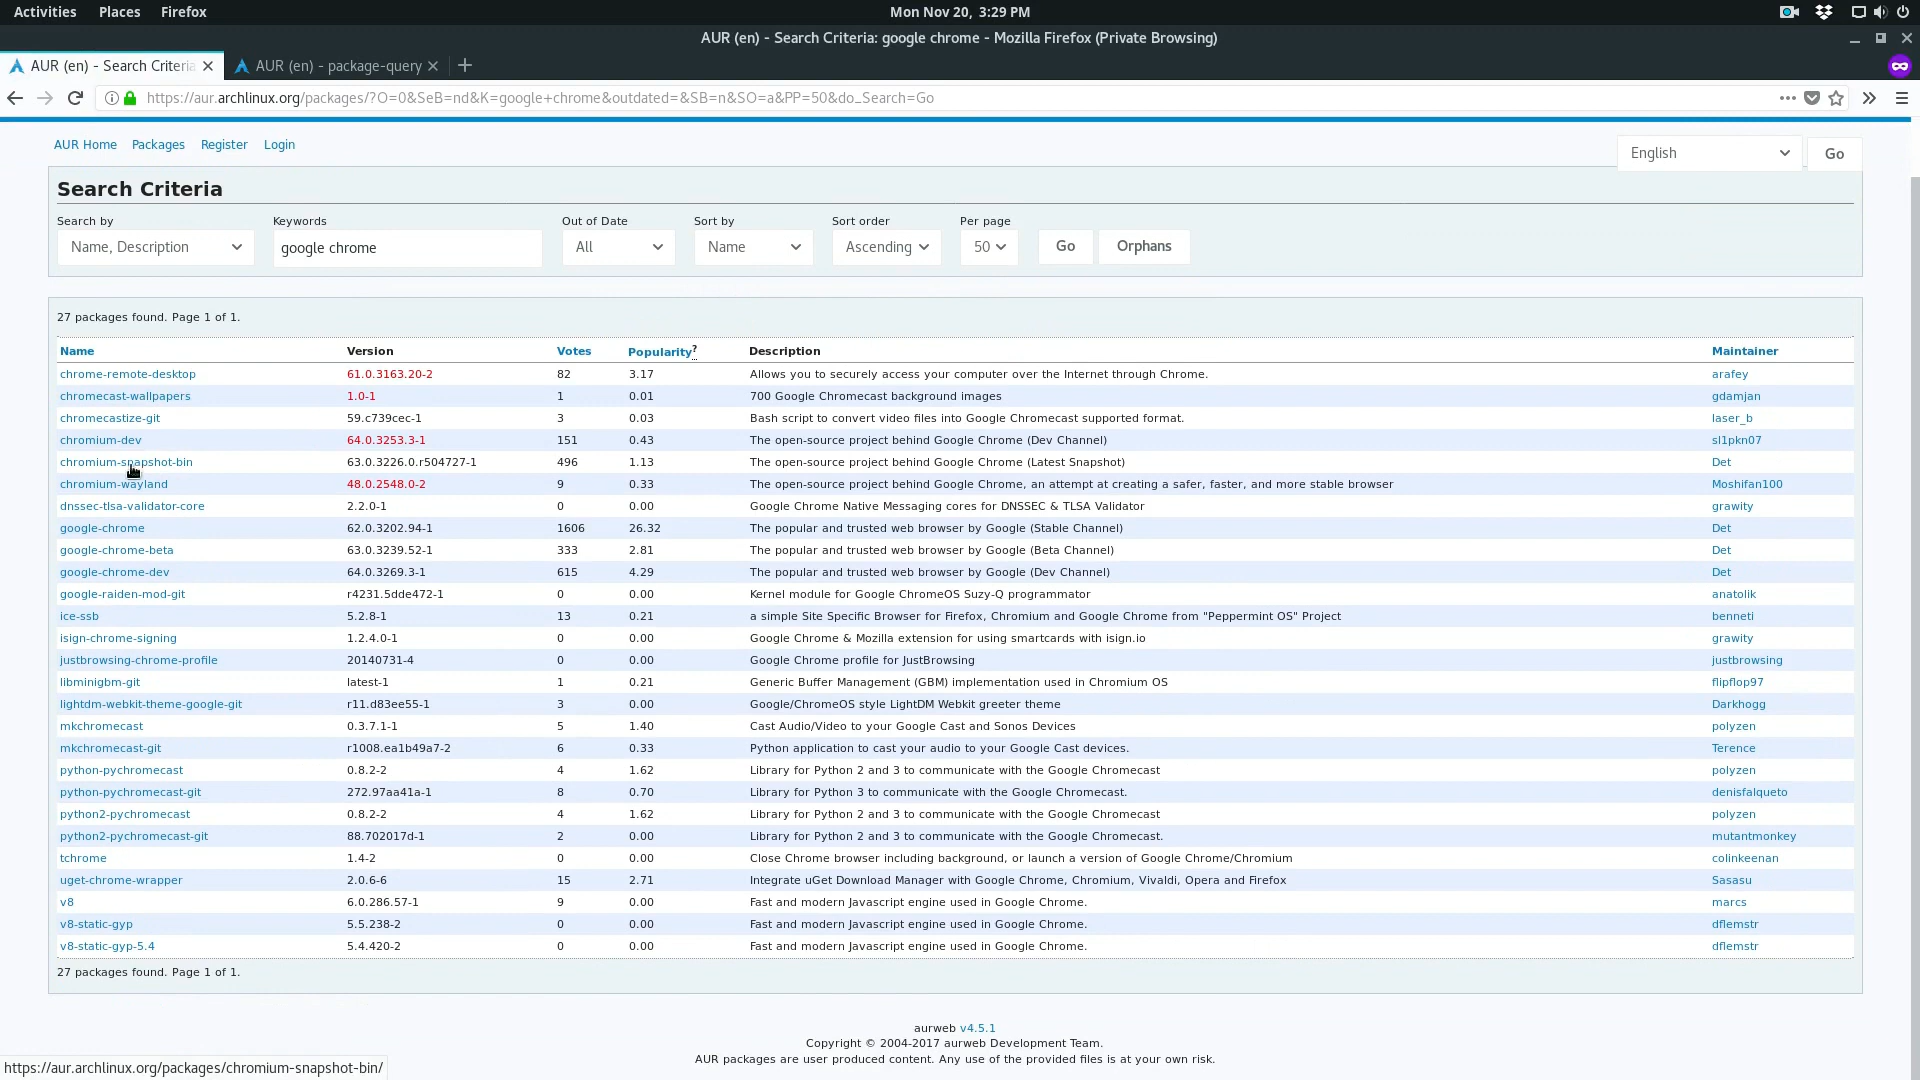 Activities Places Firefox Mon Nov 20, 3:29 PM
AUR (en) - Search Criteria: google chrome - Mozilla Firefox (Private Browsing)
AUR (en) - Search Criteria AUR (en) - package-query
https://aur.archlinux.org/packages/?O=0&SeB=nd&K=google+chrome&outdated=&SB=n&SO=a&PP=50&do_Search=Go
AUR Home Packages Register Login English Go
Search Criteria
Search by Keywords Out of Date Sort by Sort order Per page
Name, Description google chrome All Name Ascending 50 Go Orphans
27 packages found. Page 1 of 1.
Name Version Votes Popularity? Description Maintainer
chrome-remote-desktop 61.0.3163.20-2 82 3.17 Allows you to securely access your computer over the Internet through Chrome. arafey
chromecast-wallpapers 1.0-1 1 0.01 700 Google Chromecast background images gdamjan
chromecastize-git 59.c739cec-1 3 0.03 Bash script to convert video files into Google Chromecast supported format. laser_b
chromium-dev 64.0.3253.3-1 151 0.43 The open-source project behind Google Chrome (Dev Channel) sl1pkn07
chromium-snapshot-bin 63.0.3226.0.r504727-1 496 1.13 The open-source project behind Google Chrome (Latest Snapshot) Det
chromium-wayland 48.0.2548.0-2 9 0.33 The open-source project behind Google Chrome, an attempt at creating a safer, faster, and more stable browser Moshifan100
dnssec-tlsa-validator-core 2.2.0-1 0 0.00 Google Chrome Native Messaging cores for DNSSEC & TLSA Validator grawity
google-chrome 62.0.3202.94-1 1606 26.32 The popular and trusted web browser by Google (Stable Channel) Det
google-chrome-beta 63.0.3239.52-1 333 2.81 The popular and trusted web browser by Google (Beta Channel) Det
google-chrome-dev 64.0.3269.3-1 615 4.29 The popular and trusted web browser by Google (Dev Channel) Det
google-raiden-mod-git r4231.5dde472-1 0 0.00 Kernel module for Google ChromeOS Suzy-Q programmator anatolik
ice-ssb 5.2.8-1 13 0.21 a simple Site Specific Browser for Firefox, Chromium and Google Chrome from "Peppermint OS" Project benneti
isign-chrome-signing 1.2.4.0-1 0 0.00 Google Chrome & Mozilla extension for using smartcards with isign.io grawity
justbrowsing-chrome-profile 20140731-4 0 0.00 Google Chrome profile for JustBrowsing justbrowsing
libminigbm-git latest-1 1 0.21 Generic Buffer Management (GBM) implementation used in Chromium OS flipflop97
lightdm-webkit-theme-google-git r11.d83ee55-1 3 0.00 Google/ChromeOS style LightDM Webkit greeter theme Darkhogg
mkchromecast 0.3.7.1-1 5 1.40 Cast Audio/Video to your Google Cast and Sonos Devices polyzen
mkchromecast-git r1008.ea1b49a7-2 6 0.33 Python application to cast your audio to your Google Cast devices. Terence
python-pychromecast 0.8.2-2 4 1.62 Library for Python 2 and 3 to communicate with the Google Chromecast polyzen
python-pychromecast-git 272.97aa41a-1 8 0.70 Library for Python 3 to communicate with the Google Chromecast. denisfalqueto
python2-pychromecast 0.8.2-2 4 1.62 Library for Python 2 and 3 to communicate with the Google Chromecast polyzen
python2-pychromecast-git 88.702017d-1 2 0.00 Library for Python 2 and 3 to communicate with the Google Chromecast. mutantmonkey
tchrome 1.4-2 0 0.00 Close Chrome browser including background, or launch a version of Google Chrome/Chromium colinkeenan
uget-chrome-wrapper 2.0.6-6 15 2.71 Integrate uGet Download Manager with Google Chrome, Chromium, Vivaldi, Opera and Firefox Sasasu
v8 6.0.286.57-1 9 0.00 Fast and modern Javascript engine used in Google Chrome. marcs
v8-static-gyp 5.5.238-2 0 0.00 Fast and modern Javascript engine used in Google Chrome. dflemstr
v8-static-gyp-5.4 5.4.420-2 0 0.00 Fast and modern Javascript engine used in Google Chrome. dflemstr
27 packages found. Page 1 of 1.
aurweb v4.5.1
Copyright © 2004-2017 aurweb Development Team.
AUR packages are user produced content. Any use of the provided files is at your own risk.
https://aur.archlinux.org/packages/chromium-snapshot-bin/